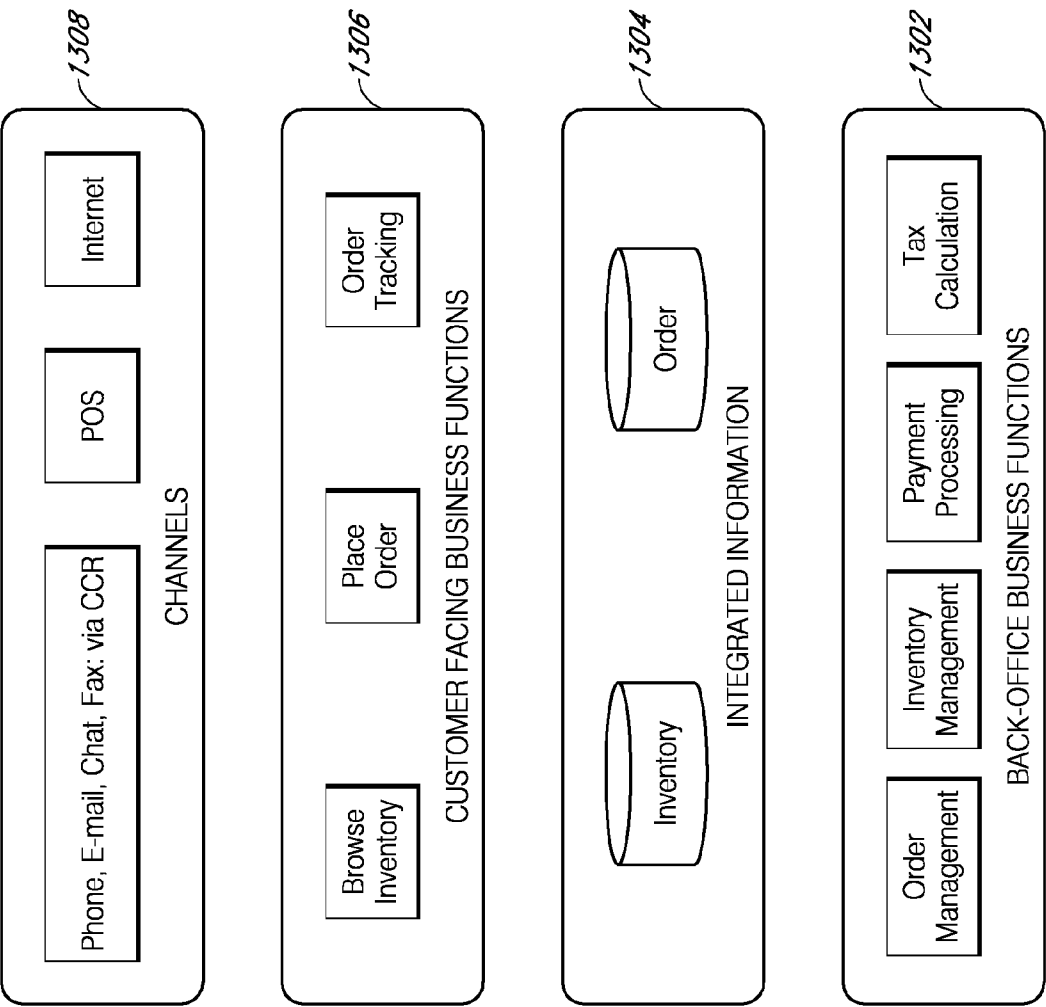 1308
Phone, E-mail, Chat, Fax: via CCR
POS
Internet
CHANNELS
1306
Browse
Inventory
Place
Order
Order
Tracking
CUSTOMER FACING BUSINESS FUNCTIONS
1304
Inventory
Order
INTEGRATED INFORMATION
1302
Order
Management
Inventory
Management
Payment
Processing
Tax
Calculation
BACK-OFFICE BUSINESS FUNCTIONS